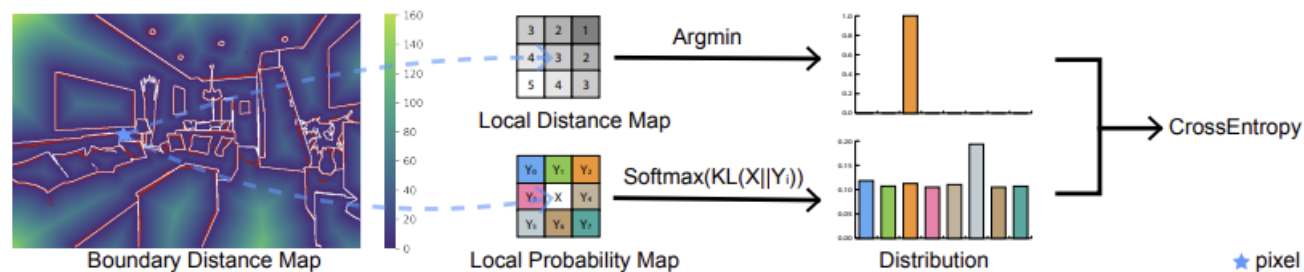 160
140
120
100
80
60
40
20
0
Boundary Distance Map
3 2 1
4 3 2
5 4 3
Local Distance Map
Y₀ Y₁ Y₂
Y₃ X Y₄
Y₅ Y₆ Y₇
Local Probability Map
Argmin
Softmax(KL(X||Yᵢ))
1.0
0.8
0.6
0.4
0.2
0.0
0.20
0.15
0.10
0.05
0.00
Distribution
CrossEntropy
pixel